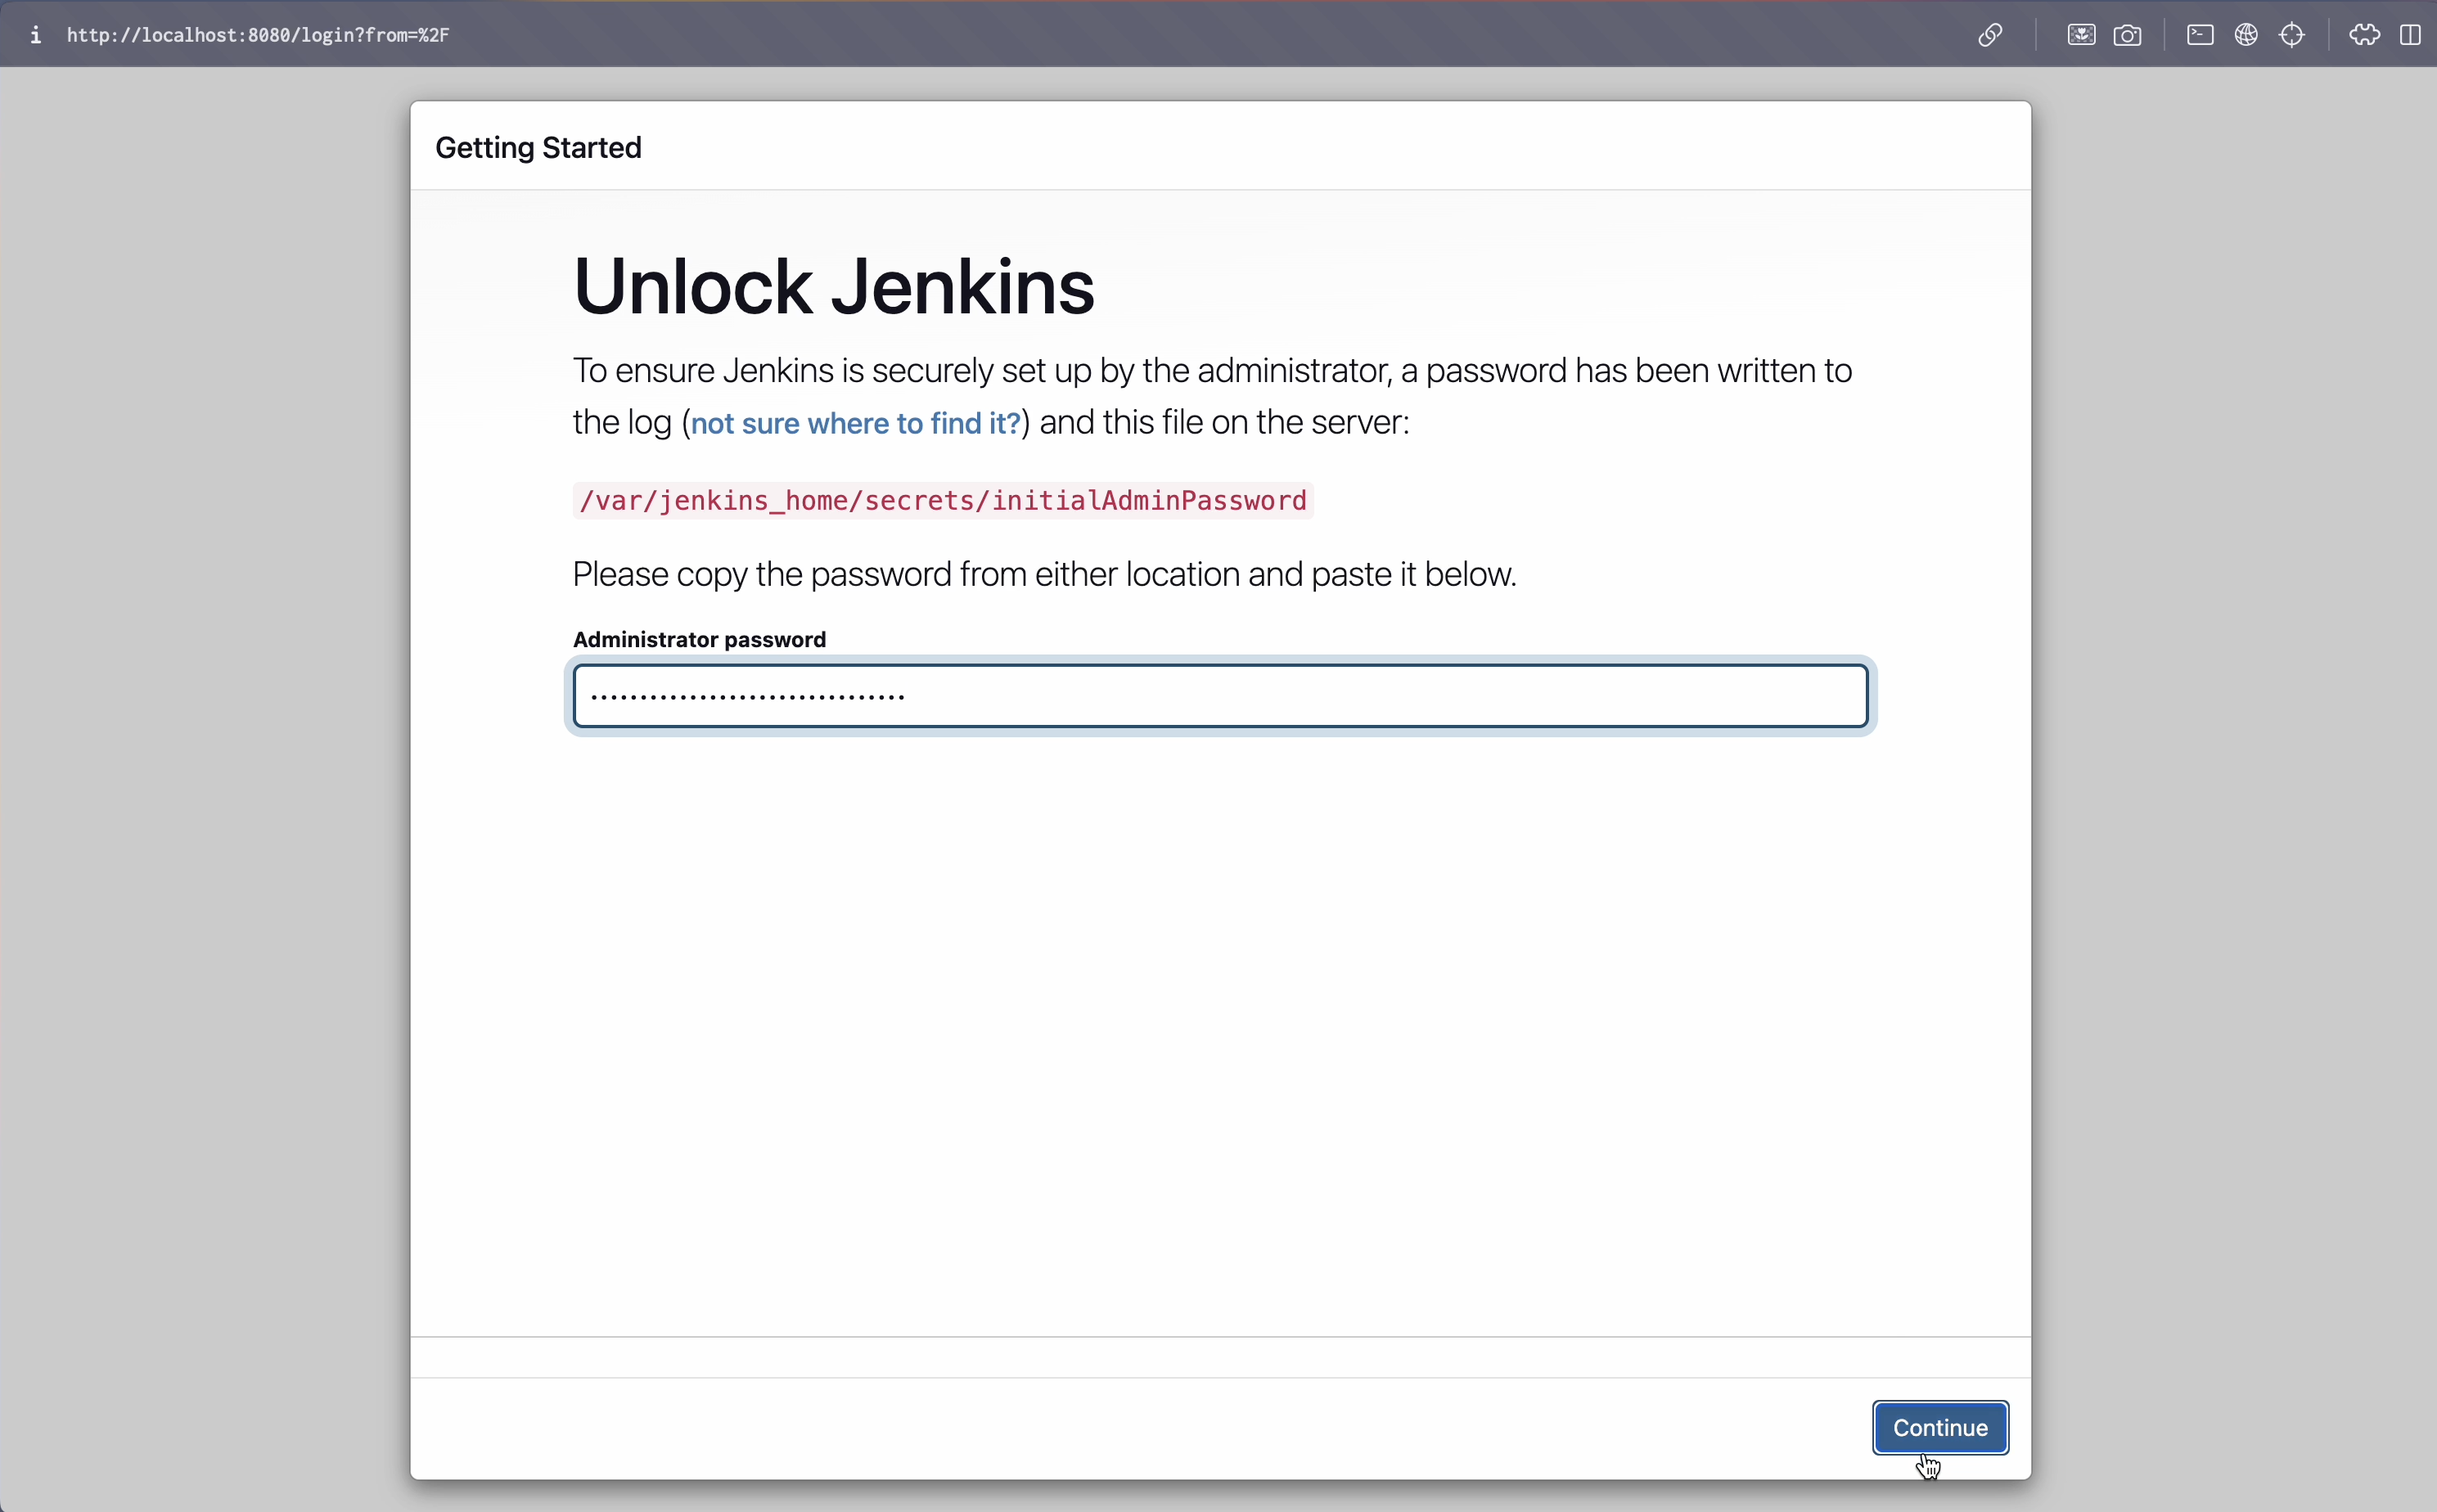 i http://localhost:8080/login?from=%2F
Getting Started
Unlock Jenkins
To ensure Jenkins is securely set up by the administrator, a password has been written to
the log (not sure where to find it?) and this file on the server:
/var/jenkins_home/secrets/initialAdminPassword
Please copy the password from either location and paste it below.
Administrator password
••••••••••••••••••••••••••••••••
Continue